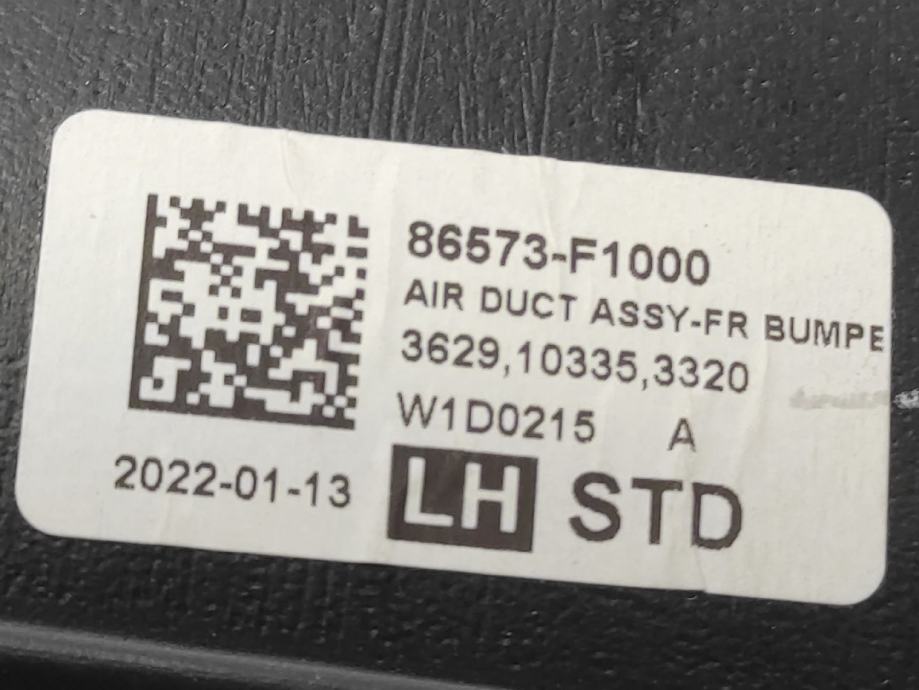 86573-F1000
AIR DUCT ASSY-FR BUMPE
3629,10335,3320
W1D0215 A
2022-01-13 LH STD